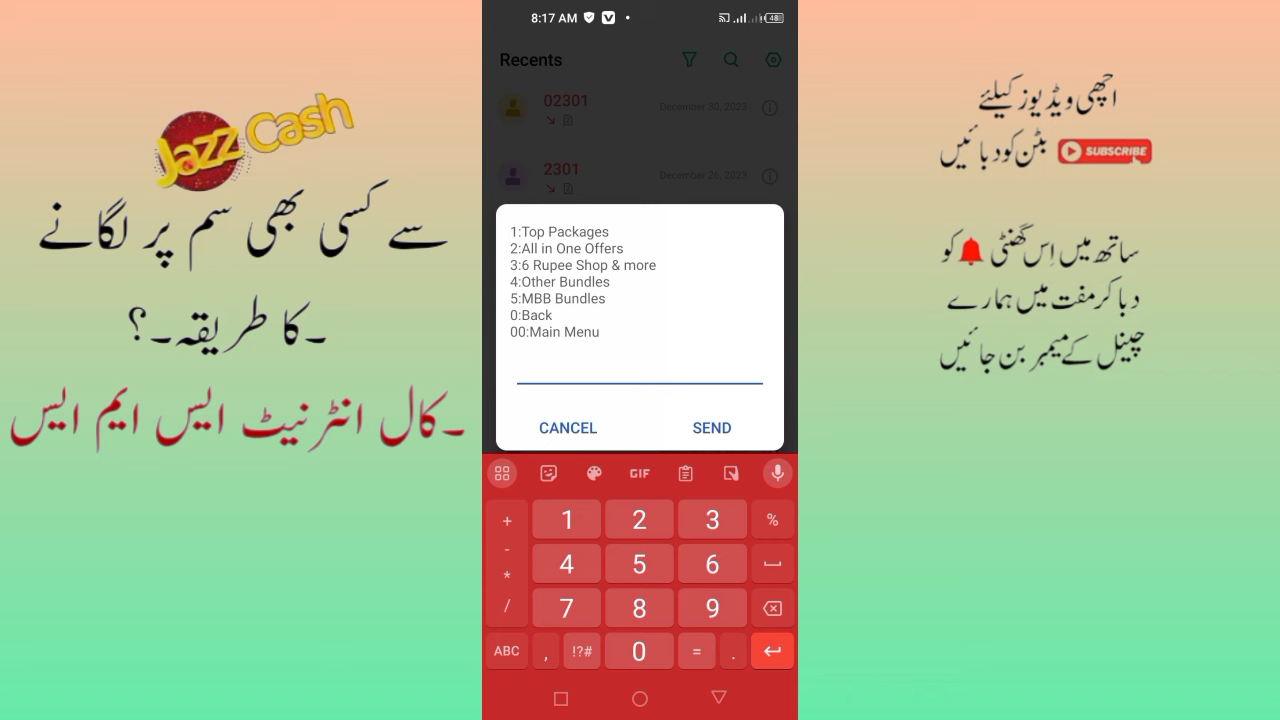 Jazz Cash
سے کسی بھی سم پر لگانے
کا طریقہ۔؟۔
کال انٹرنیٹ ایس ایم ایس۔
8:17 AM
48
Recents
02301
December 30, 2023
2301
December 26, 2023
1:Top Packages
2:All in One Offers
3:6 Rupee Shop & more
4:Other Bundles
5:MBB Bundles
0:Back
00:Main Menu
CANCEL SEND
GIF
+ 1 2 3 %
- 4 5 6
*
/ 7 8 9
ABC , !?# 0 = .
اچھی ویڈیوز کیلئے
SUBSCRIBE بٹن کو دبائیں
ساتھ میں اِس گھنٹی کو
دبا کر مفت میں ہمارے
چینل کے میمبر بن جائیں